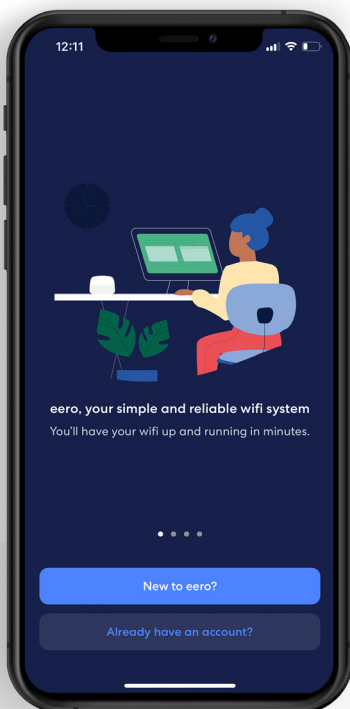 12:11
eero, your simple and reliable wifi system
You'll have your wifi up and running in minutes.
New to eero?
Already have an account?